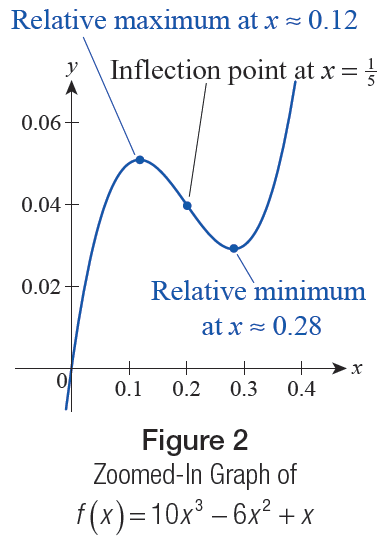 Relative maximum at x ≈ 0.12
y
Inflection point at x = 1/5
0.06
0.04
0.02
Relative minimum
at x ≈ 0.28
x
0
0.1 0.2 0.3 0.4
Figure 2
Zoomed-In Graph of
f(x) = 10x³ – 6x² + x